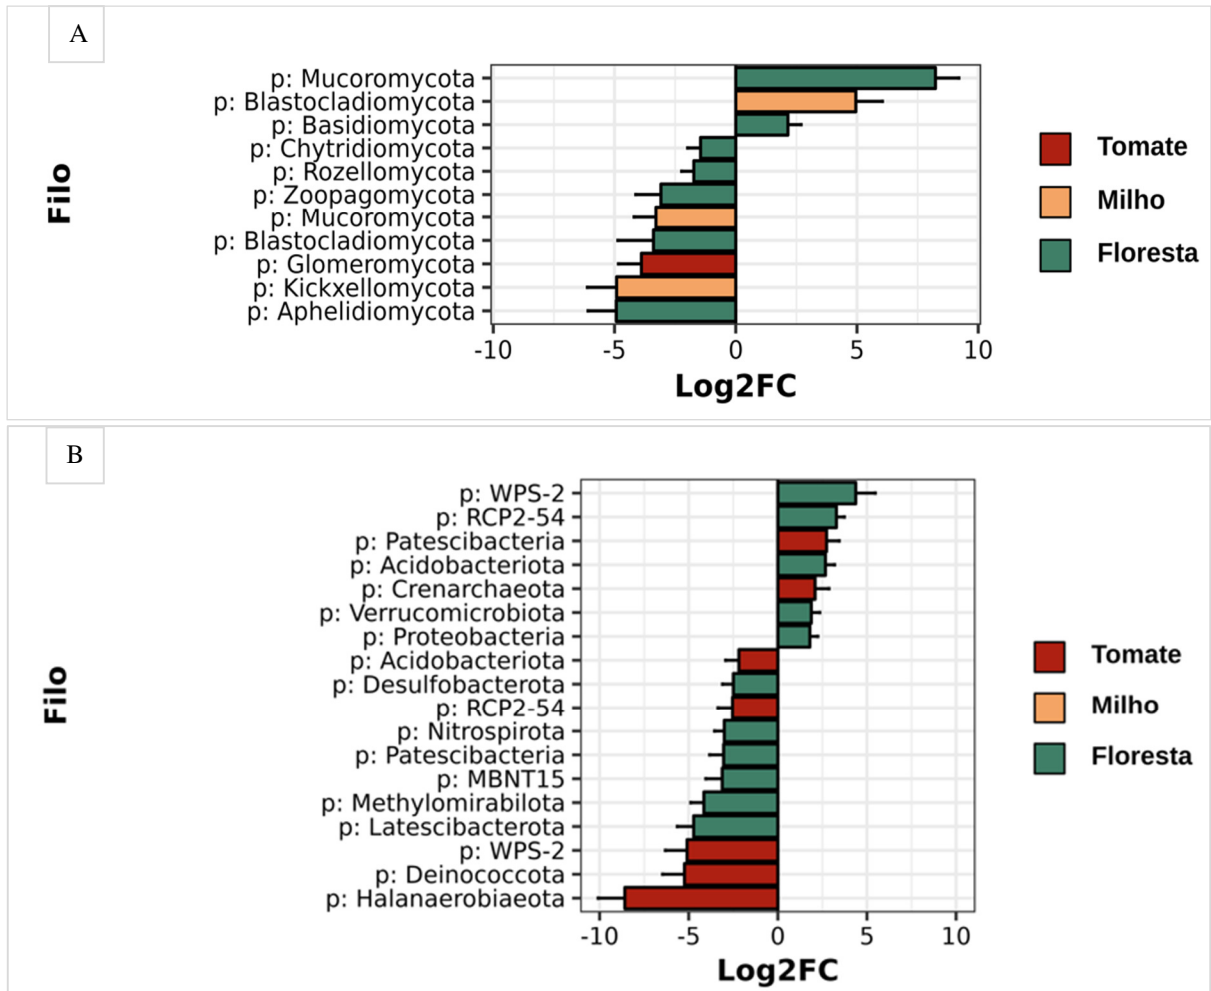 A
p: Mucoromycota
p: Blastocladiomycota
p: Basidiomycota
p: Chytridiomycota
p: Rozellomycota
p: Zoopagomycota
p: Mucoromycota
p: Blastocladiomycota
p: Glomeromycota
p: Kickxellomycota
p: Aphelidiomycota
Filo
-10 -5 0 5 10
Log2FC
Tomate
Milho
Floresta
B
p: WPS-2
p: RCP2-54
p: Patescibacteria
p: Acidobacteriota
p: Crenarchaeota
p: Verrucomicrobiota
p: Proteobacteria
p: Acidobacteriota
p: Desulfobacterota
p: RCP2-54
p: Nitrospirota
p: Patescibacteria
p: MBNT15
p: Methylomirabilota
p: Latescibacterota
p: WPS-2
p: Deinococcota
p: Halanaerobiaeota
Filo
-10 -5 0 5 10
Log2FC
Tomate
Milho
Floresta